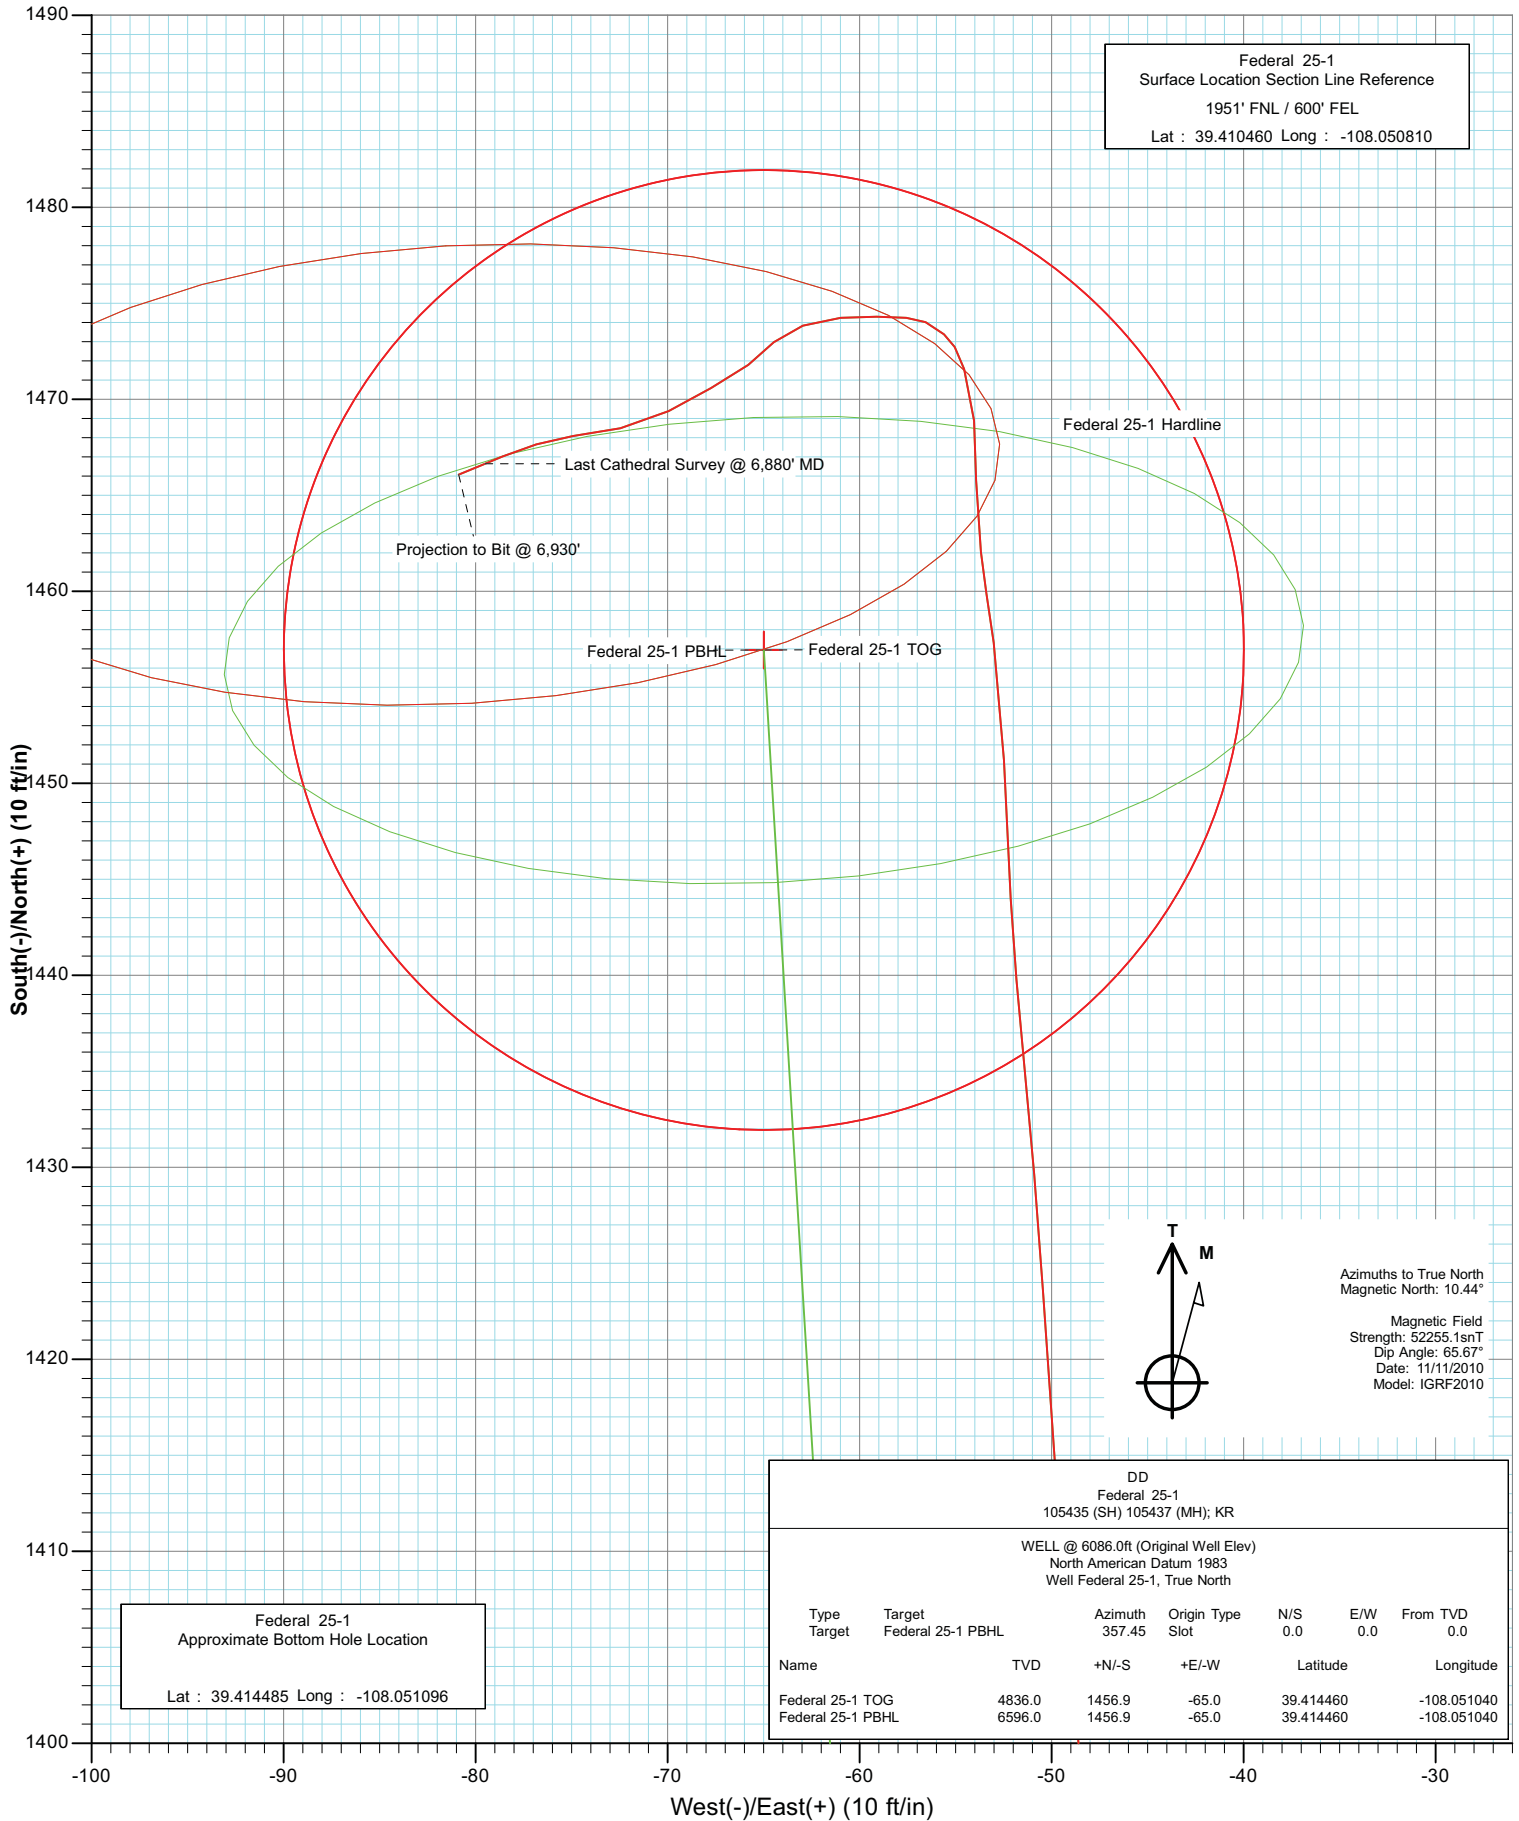 1490
Federal 25-1
Surface Location Section Line Reference
1951' FNL / 600' FEL
Lat : 39.410460 Long : -108.050810
1480
1470
Federal 25-1 Hardline
Last Cathedral Survey @ 6,880' MD
Projection to Bit @ 6,930'
1460
Federal 25-1 PBHL
Federal 25-1 TOG
South(-)/North(+) (10 ft/in)
1450
1440
1430
T
M
Azimuths to True North
Magnetic North: 10.44°
Magnetic Field
Strength: 52255.1snT
Dip Angle: 65.67°
Date: 11/11/2010
Model: IGRF2010
1420
DD
Federal 25-1
105435 (SH) 105437 (MH); KR
WELL @ 6086.0ft (Original Well Elev)
North American Datum 1983
Well Federal 25-1, True North
Type Target Azimuth Origin Type N/S E/W From TVD
Target Federal 25-1 PBHL 357.45 Slot 0.0 0.0 0.0
Name TVD +N/-S +E/-W Latitude Longitude
Federal 25-1 TOG 4836.0 1456.9 -65.0 39.414460 -108.051040
Federal 25-1 PBHL 6596.0 1456.9 -65.0 39.414460 -108.051040
1410
Federal 25-1
Approximate Bottom Hole Location
Lat : 39.414485 Long : -108.051096
1400
-100 -90 -80 -70 -60 -50 -40 -30
West(-)/East(+) (10 ft/in)